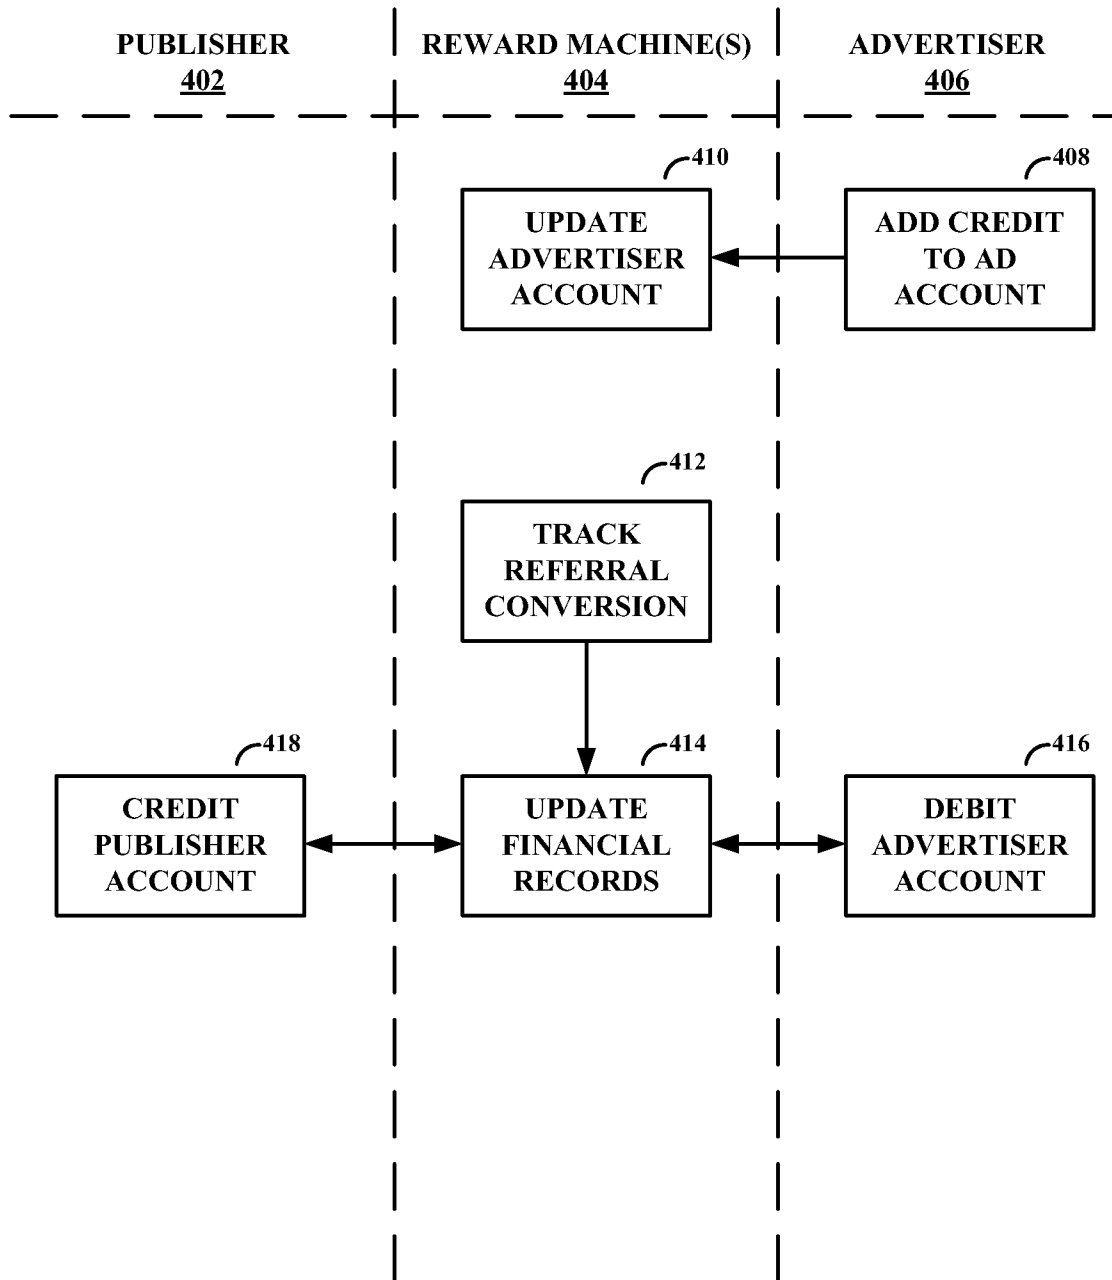 PUBLISHER
402
REWARD MACHINE(S)
404
ADVERTISER
406
410
UPDATE
ADVERTISER
ACCOUNT
408
ADD CREDIT
TO AD
ACCOUNT
412
TRACK
REFERRAL
CONVERSION
418
CREDIT
PUBLISHER
ACCOUNT
414
UPDATE
FINANCIAL
RECORDS
416
DEBIT
ADVERTISER
ACCOUNT